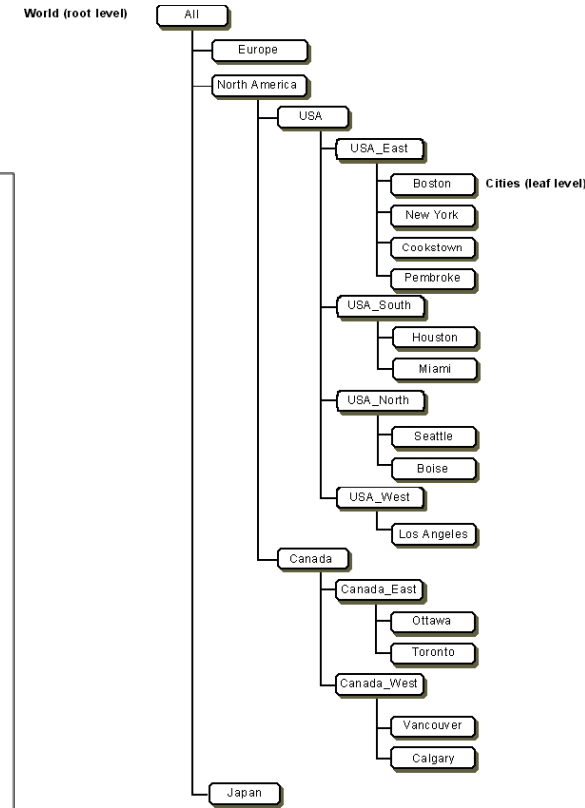 World (root level) All
Europe
North America
USA
USA_East
Boston Cities (leaf level)
New York
Cookstown
Pembroke
USA_South
Houston
Miami
USA_North
Seattle
Boise
USA_West
Los Angeles
Canada
Canada_East
Ottawa
Toronto
Canada_West
Vancouver
Calgary
Japan